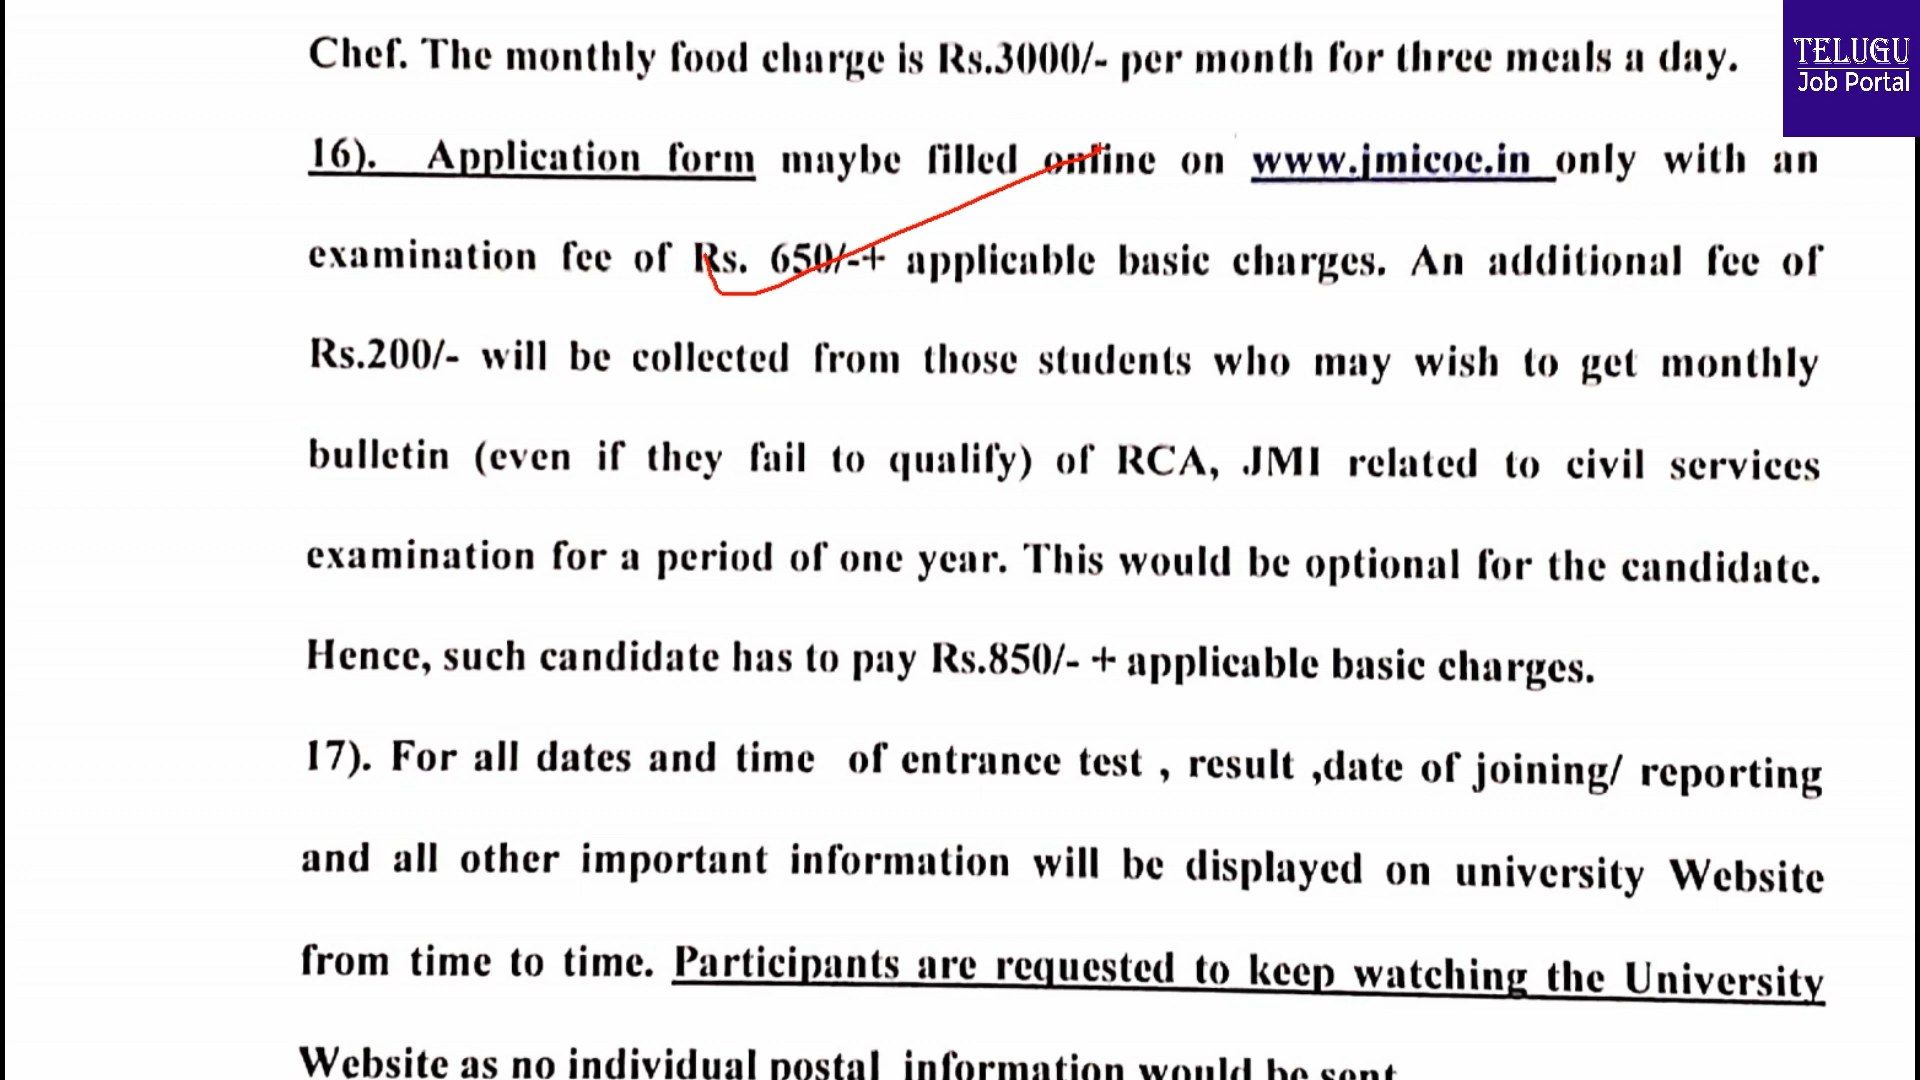 TELUGU
Job Portal
Chef. The monthly food charge is Rs.3000/- per month for three meals a day.
16). Application form maybe filled online on www.jmicoe.in only with an
examination fee of Rs. 650/-+ applicable basic charges. An additional fee of
Rs.200/- will be collected from those students who may wish to get monthly
bulletin (even if they fail to qualify) of RCA, JMI related to civil services
examination for a period of one year. This would be optional for the candidate.
Hence, such candidate has to pay Rs.850/- + applicable basic charges.
17). For all dates and time of entrance test , result ,date of joining/ reporting
and all other important information will be displayed on university Website
from time to time. Participants are requested to keep watching the University
Website as no individual postal information would be sent